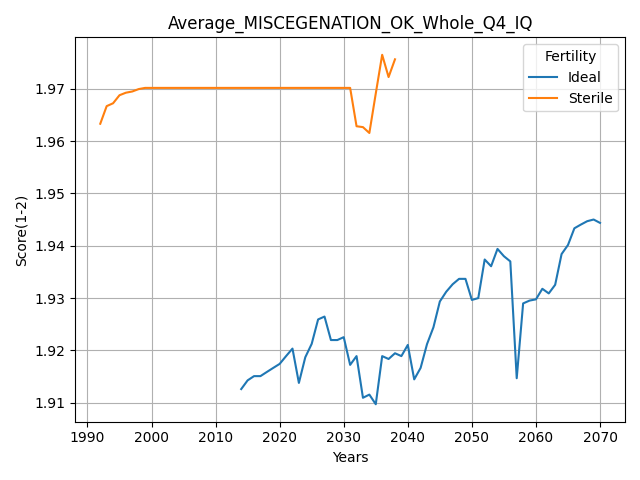 Average_MISCEGENATION_OK_Whole_Q4_IQ
Fertility
Ideal
Sterile
Score(1-2)
1.97
1.96
1.95
1.94
1.93
1.92
1.91
1990 2000 2010 2020 2030 2040 2050 2060 2070
Years